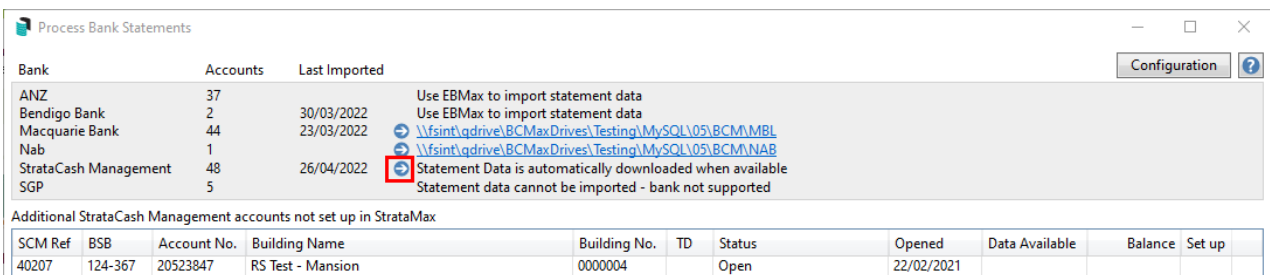 Process Bank Statements
Bank Accounts Last Imported Configuration ?
ANZ 37 Use EBMax to import statement data
Bendigo Bank 2 30/03/2022 Use EBMax to import statement data
Macquarie Bank 44 23/03/2022 \\fsint\qdrive\BCMaxDrives\Testing\MySQL\05\BCM\MBL
Nab 1 \\fsint\qdrive\BCMaxDrives\Testing\MySQL\05\BCM\NAB
StrataCash Management 48 26/04/2022 Statement Data is automatically downloaded when available
SGP 5 Statement data cannot be imported - bank not supported
Additional StrataCash Management accounts not set up in StrataMax
SCM Ref BSB Account No. Building Name Building No. TD Status Opened Data Available Balance Set up
40207 124-367 20523847 RS Test - Mansion 0000004 Open 22/02/2021